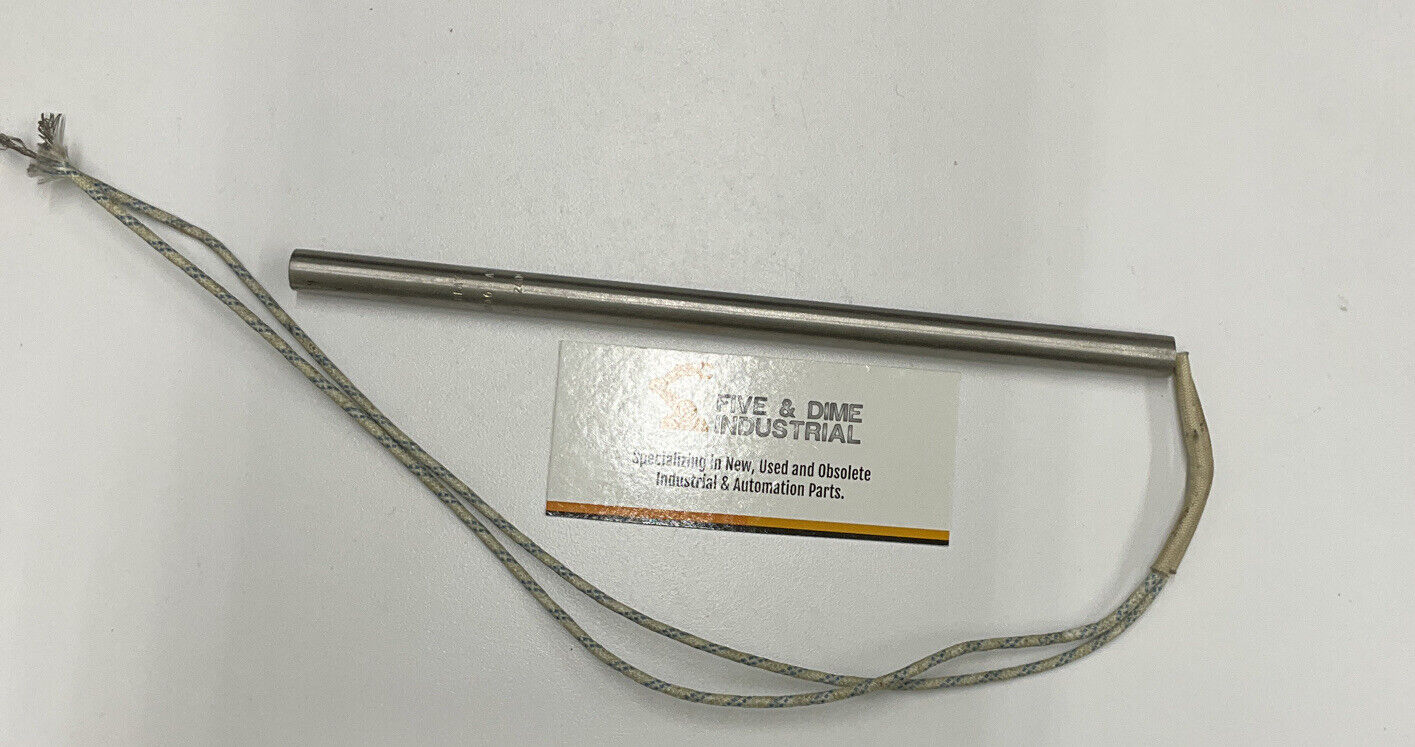 FIVE & DIME
INDUSTRIAL
Specializing in New, Used and Obsolete
Industrial & Automation Parts.